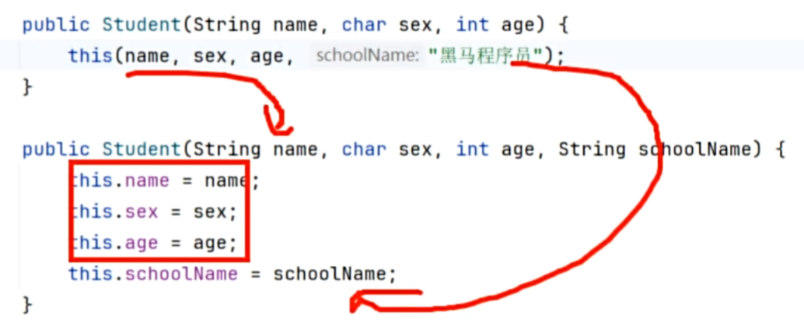 public Student(String name, char sex, int age) {
this(name, sex, age, schoolName: "黑马程序员");
}
public Student(String name, char sex, int age, String schoolName) {
this.name = name;
this.sex = sex;
this.age = age;
this.schoolName = schoolName;
}